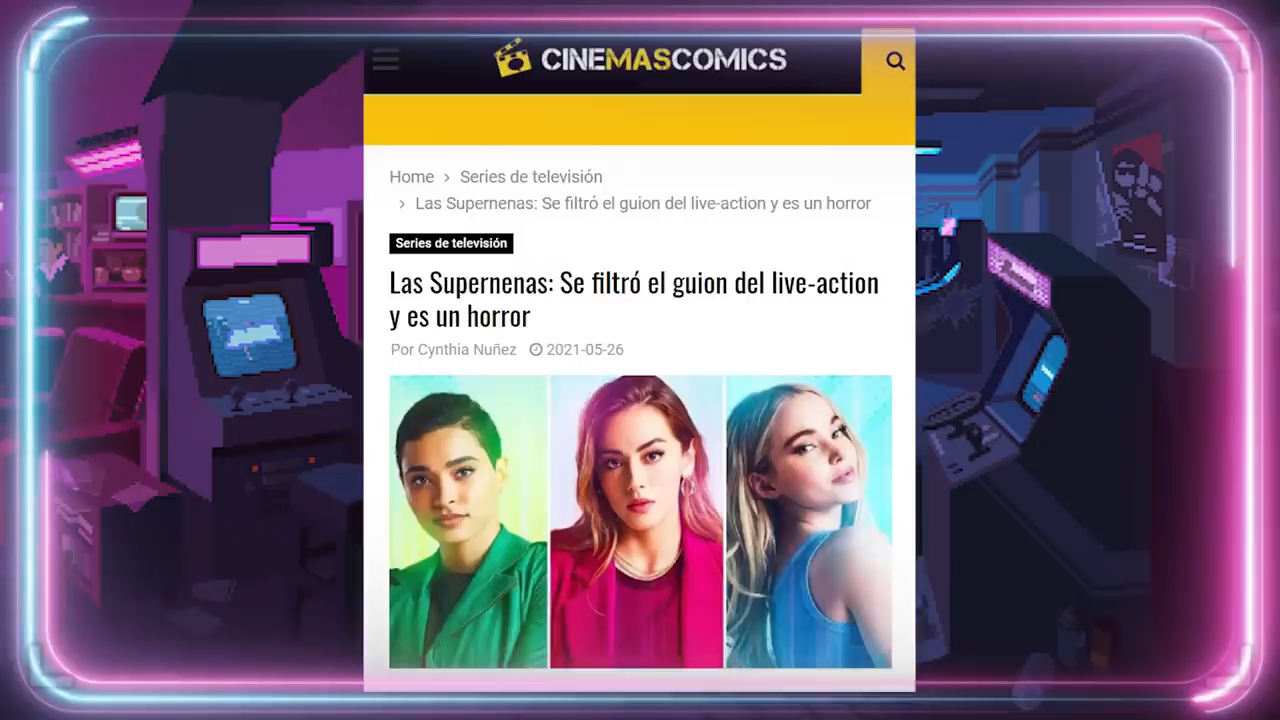 CINEMASCOMICS
Home > Series de televisión
> Las Supernenas: Se filtró el guion del live-action y es un horror
Series de televisión
Las Supernenas: Se filtró el guion del live-action
y es un horror
Por Cynthia Nuñez 2021-05-26